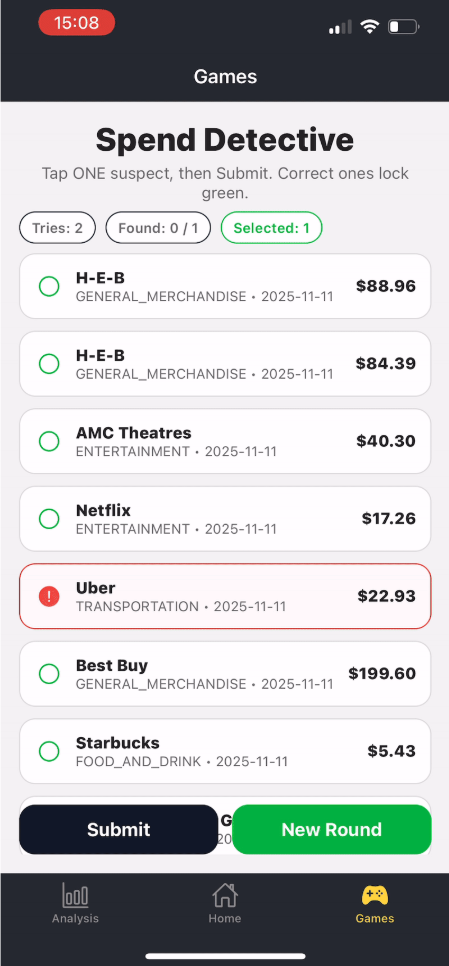 15:08
Games
Spend Detective
Tap ONE suspect, then Submit. Correct ones lock
green.
Tries: 2
Found: 0 / 1
Selected: 1
H-E-B
$88.96
GENERAL_MERCHANDISE • 2025-11-11
H-E-B
$84.39
GENERAL_MERCHANDISE • 2025-11-11
AMC Theatres
$40.30
ENTERTAINMENT • 2025-11-11
Netflix
$17.26
ENTERTAINMENT • 2025-11-11
!
Uber
$22.93
TRANSPORTATION • 2025-11-11
Best Buy
$199.60
GENERAL_MERCHANDISE • 2025-11-11
Starbucks
$5.43
FOOD_AND_DRINK • 2025-11-11
Submit
G
20
New Round
Analysis
Home
Games